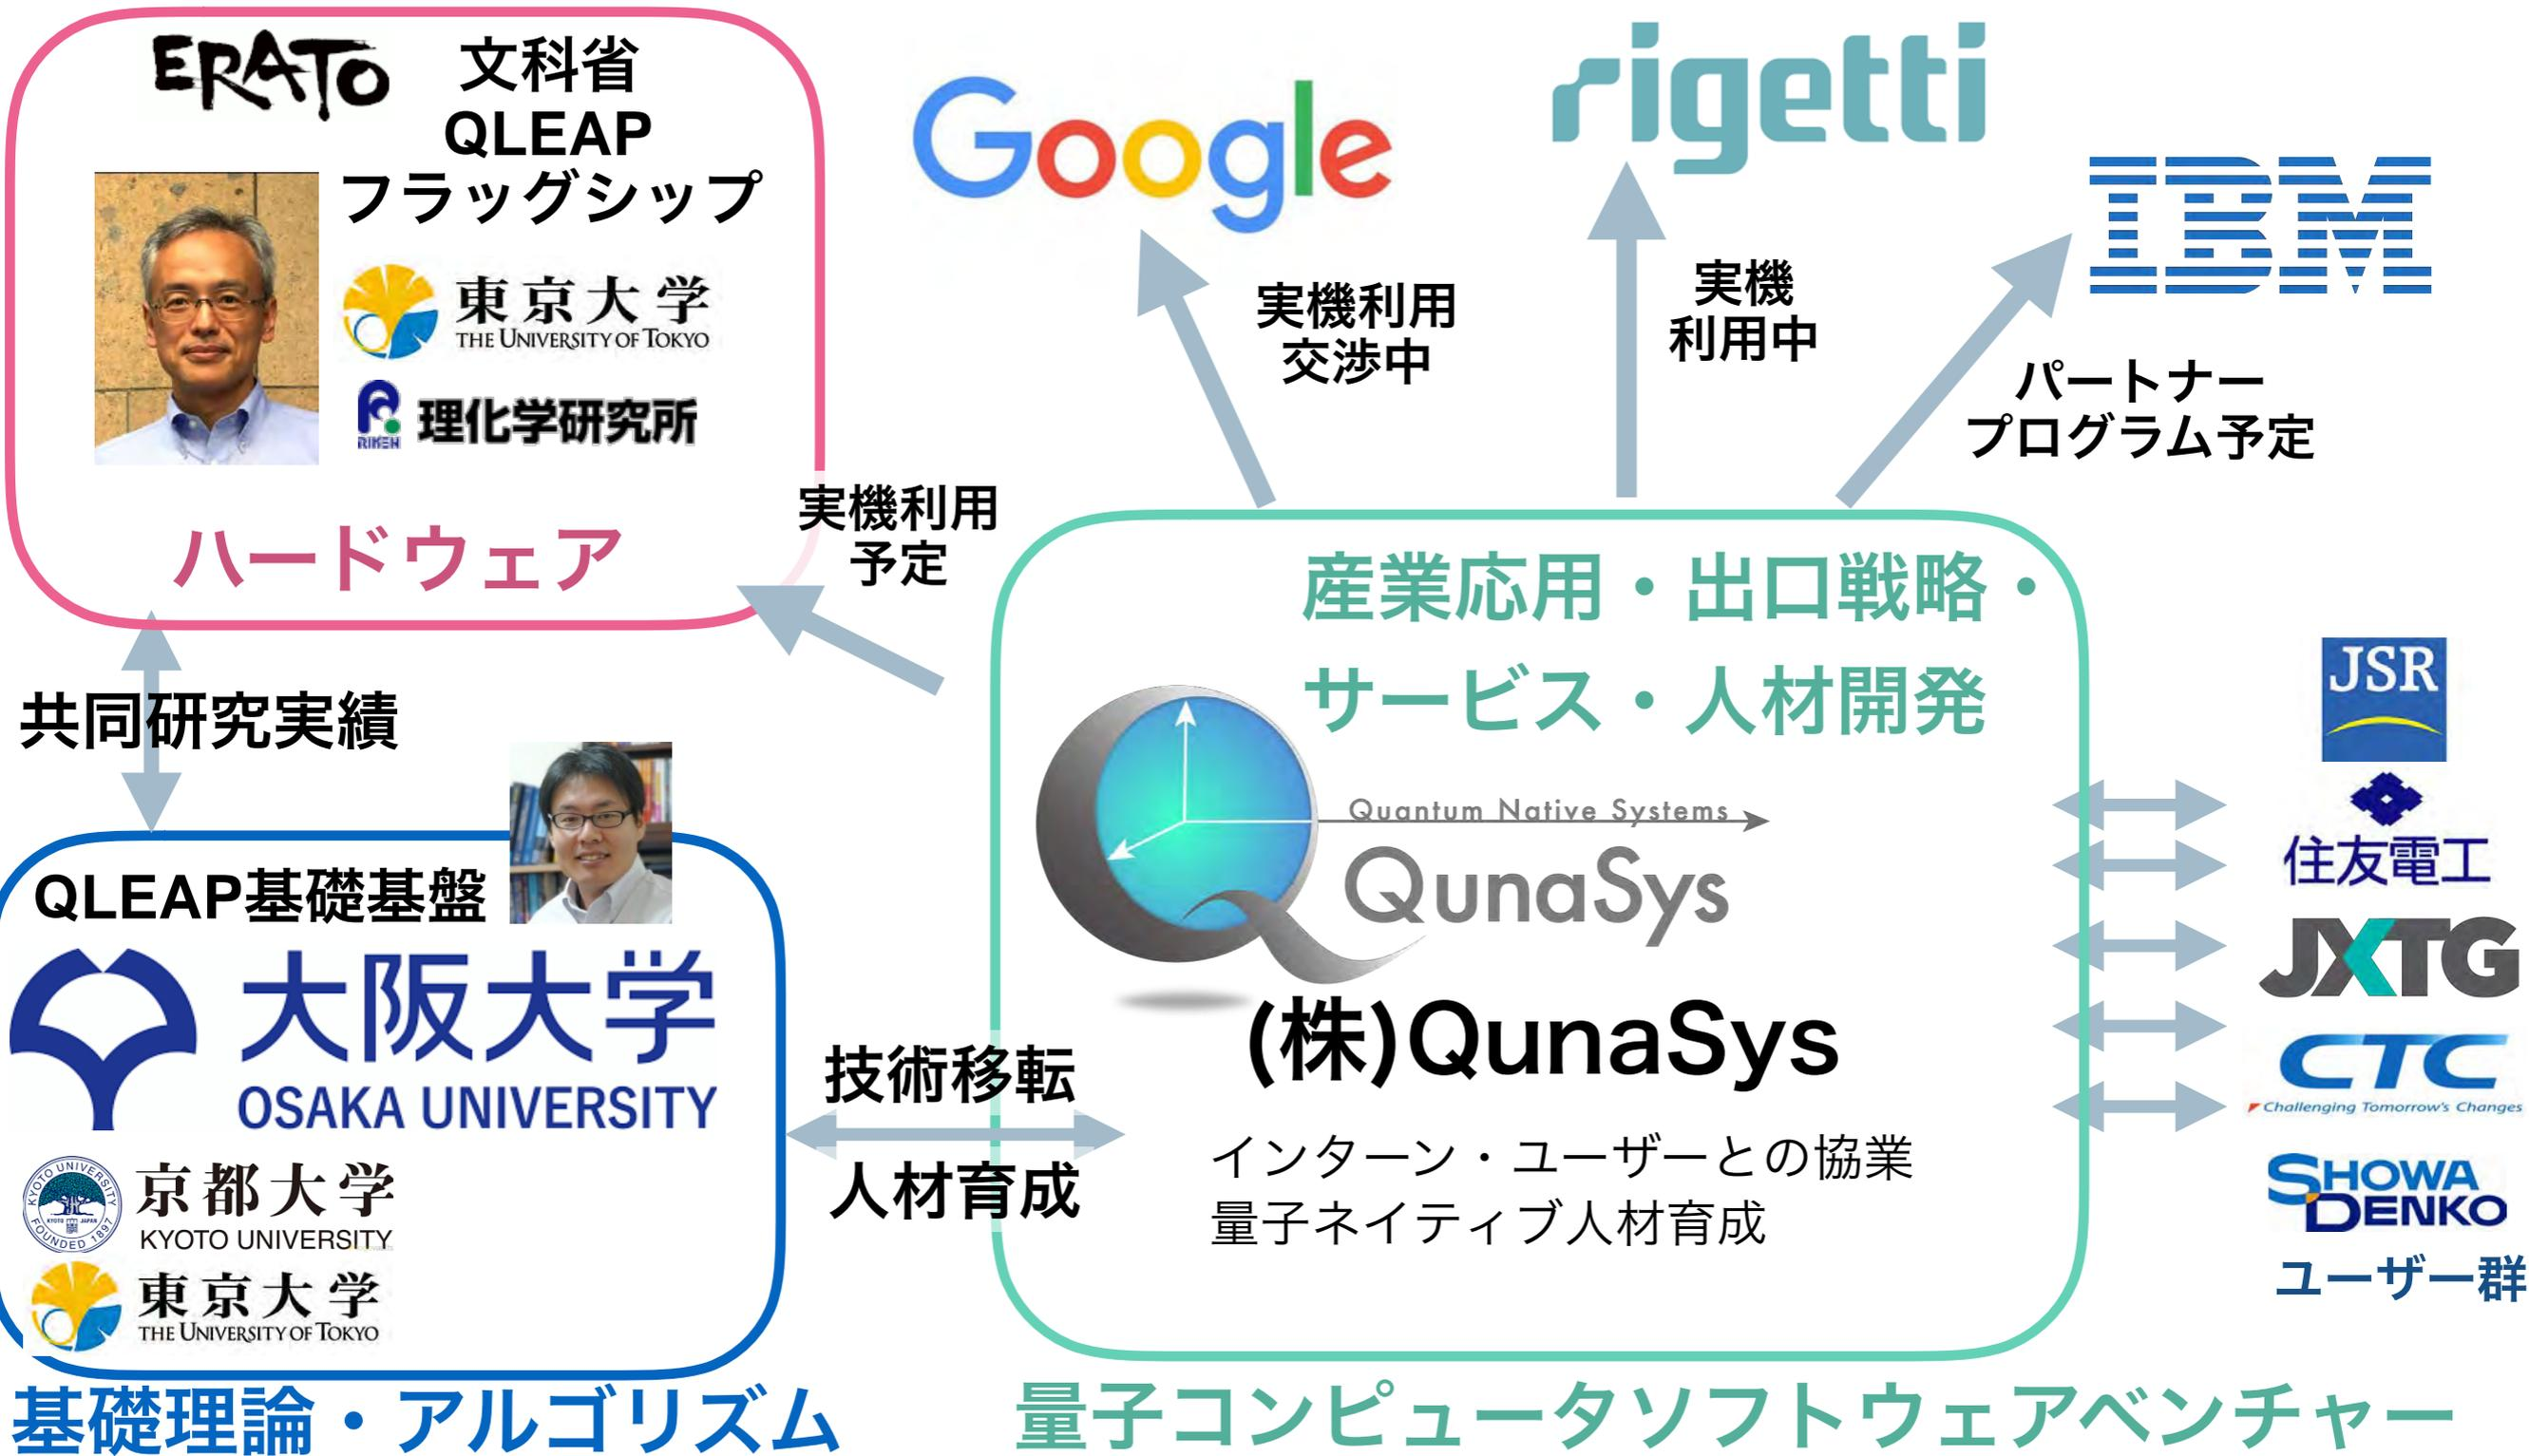 ERATO
文科省
QLEAP
フラッグシップ
東京大学
THE UNIVERSITY OF TOKYO
RIKEN
理化学研究所
ハードウェア
Google
rigetti
IBM
実機利用
交渉中
実機
利用中
パートナー
プログラム予定
実機利用
予定
共同研究実績
QLEAP基礎基盤
大阪大学
OSAKA UNIVERSITY
KYOTO UNIVERSITY
FOUNDED 1897
KYOTO JAPAN
京都大学
KYOTO UNIVERSITY
東京大学
THE UNIVERSITY OF TOKYO
基礎理論・アルゴリズム
技術移転
人材育成
産業応用・出口戦略・
サービス・人材開発
Quantum Native Systems
QunaSys
(株)QunaSys
インターン・ユーザーとの協業
量子ネイティブ人材育成
量子コンピュータソフトウェアベンチャー
JSR
住友電工
JXTG
CTC
Challenging Tomorrow's Changes
SHOWA
DENKO
ユーザー群